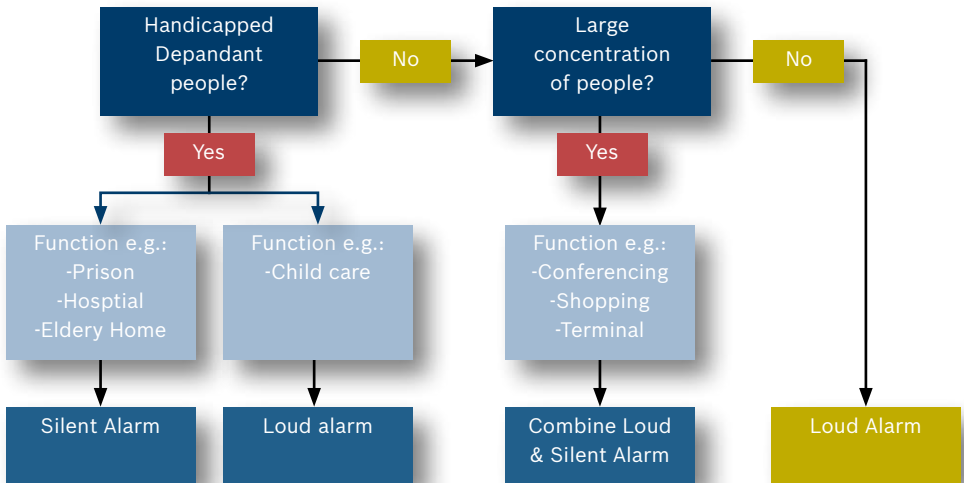 Handicapped
Depandant
people?
No
Large
concentration
of people?
No
Yes
Yes
Function e.g.:
-Prison
-Hosptial
-Eldery Home
Function e.g.:
-Child care
Function e.g.:
-Conferencing
-Shopping
-Terminal
Silent Alarm
Loud alarm
Combine Loud
& Silent Alarm
Loud Alarm